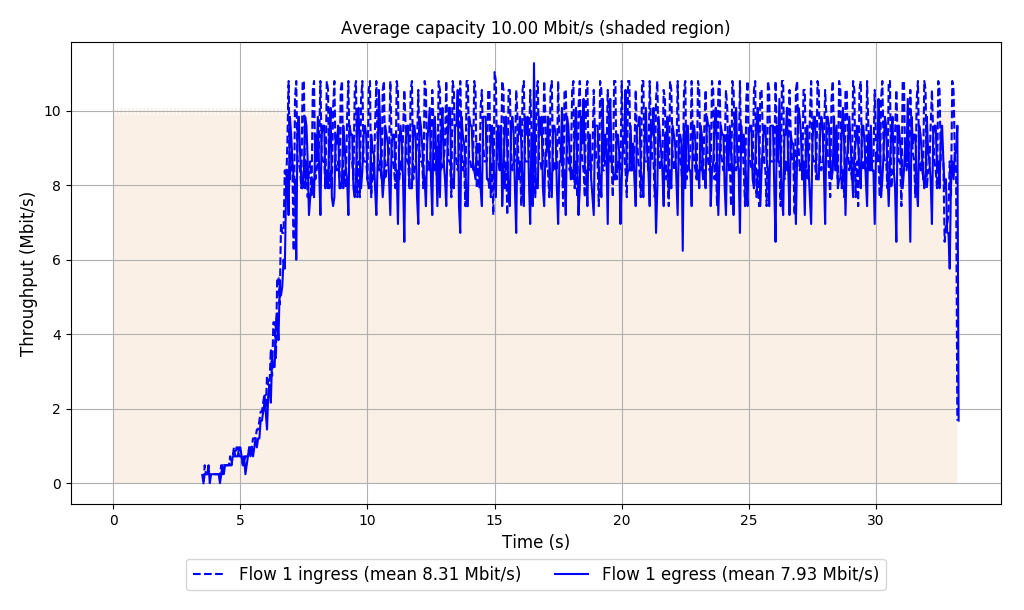 Average capacity 10.00 Mbit/s (shaded region)
Throughput (Mbit/s)
10
8
6
4
2
0
0 5 10 15 20 25 30
Time (s)
Flow 1 ingress (mean 8.31 Mbit/s) Flow 1 egress (mean 7.93 Mbit/s)